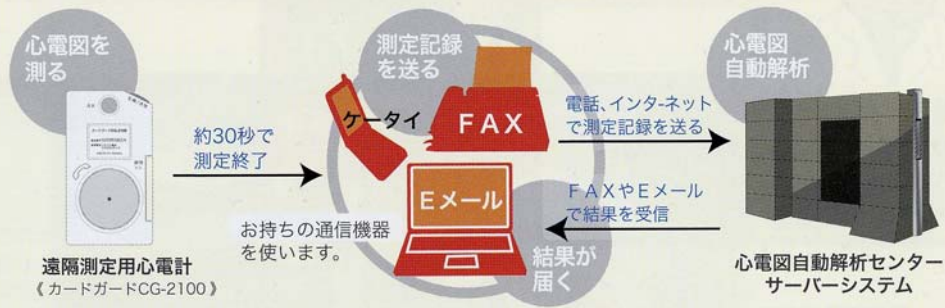 心電図を
測る
測定記録
を送る
心電図
自動解析
ケータイ
FAX
約30秒で
測定終了
電話、インターネット
で測定記録を送る
Eメール
FAXやEメール
で結果を受信
お持ちの通信機器
を使います。
結果が
届く
遠隔測定用心電計
《カードガードCG-2100》
心電図自動解析センター
サーバーシステム